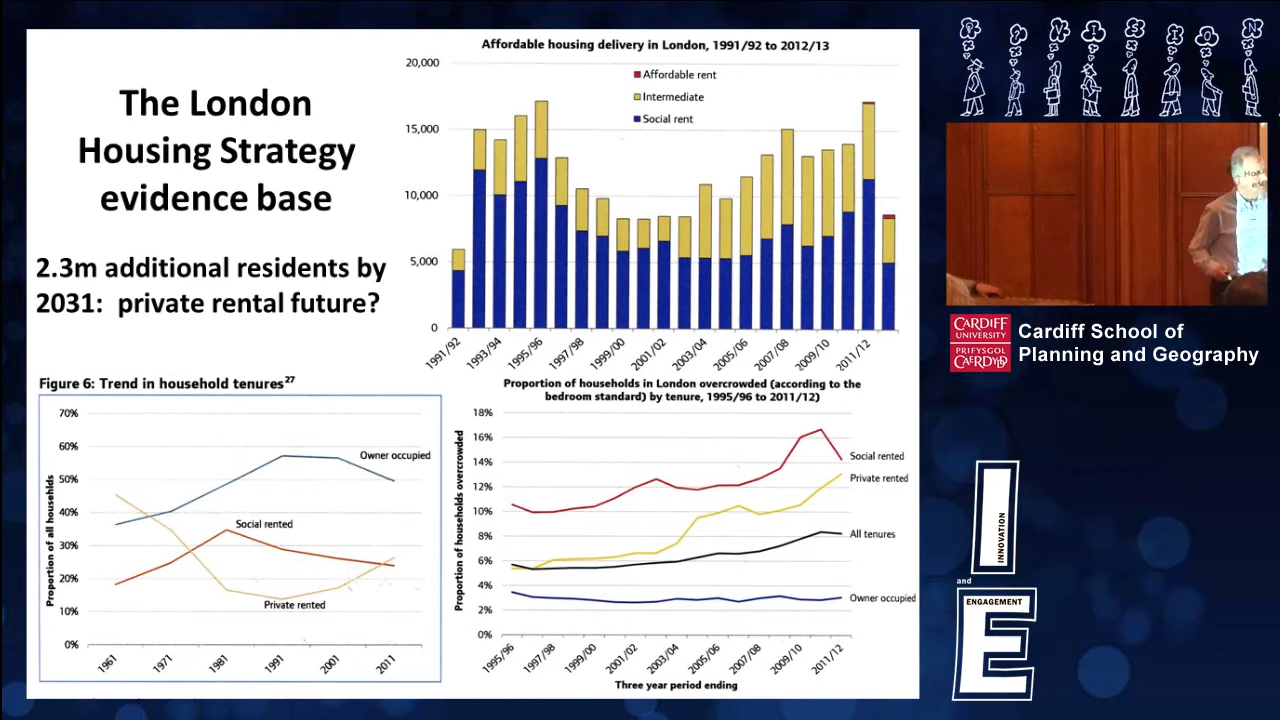 The London
Housing Strategy
evidence base
2.3m additional residents by
2031: private rental future?
Affordable housing delivery in London, 1991/92 to 2012/13
20,000
15,000
10,000
5,000
0
Affordable rent
Intermediate
Social rent
1991/92
1993/94
1995/96
1997/98
1999/00
2001/02
2003/04
2005/06
2007/08
2009/10
2011/12
Figure 6: Trend in household tenures27
Proportion of all househlds
70%
60%
50%
40%
30%
20%
10%
0%
Owner occupied
Social rented
Private rented
1961
1971
1981
1991
2001
2011
Proportion of households in London overcrowded (according to the
bedroom standard) by tenure, 1995/96 to 2011/12)
Proportion of households overcrowded
18%
16%
14%
12%
10%
8%
6%
4%
2%
0%
Social rented
Private rented
All tenures
Owner occupied
1995/96
1997/98
1999/00
2001/02
2003/04
2005/06
2007/08
2009/10
2011/12
Three year period ending
VISION
CARDIFF
UNIVERSITY
PRIFYSGOL
CAERDYDD
Cardiff School of
Planning and Geography
I
INNOVATION
and
ENGAGEMENT
E